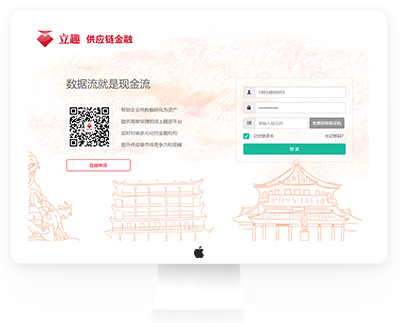 立趣 供应链金融
数据流就是现金流
帮助企业将数据转化为资产
提供简单快捷的线上融资平台
实时对接多元化的金融机构
提升供应链市场竞争力和规模
在线申请
18934866555
••••••••••
请输入验证码
免费获取验证码
记住登录名
忘记密码?
登 录